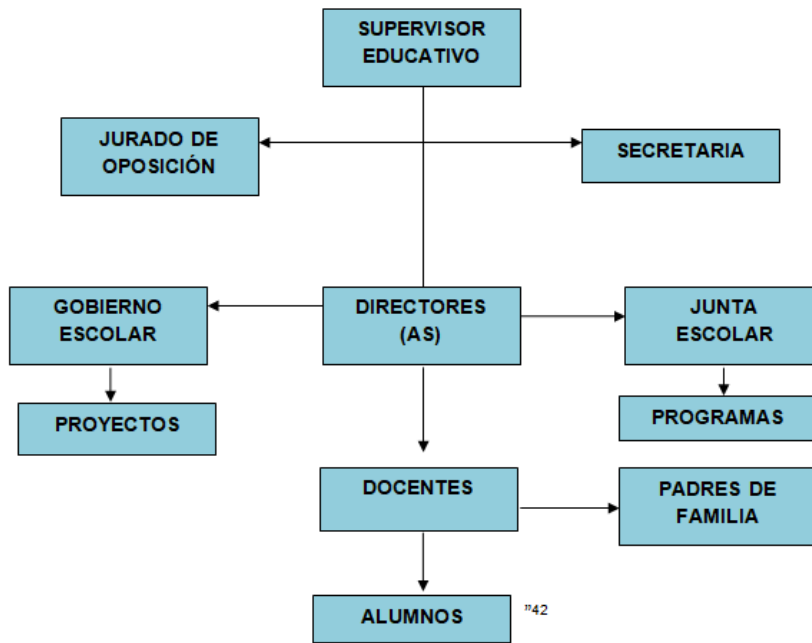 SUPERVISOR
EDUCATIVO
JURADO DE
OPOSICIÓN
SECRETARIA
GOBIERNO
ESCOLAR
DIRECTORES
(AS)
JUNTA
ESCOLAR
PROYECTOS
PROGRAMAS
DOCENTES
PADRES DE
FAMILIA
ALUMNOS
”42